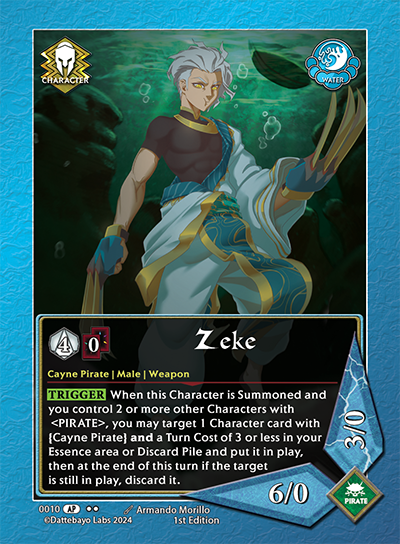 CHARACTER
WATER
4 0
Zeke
Cayne Pirate | Male | Weapon
TRIGGER When this Character is Summoned and
you control 2 or more other Characters with
<PIRATE>, you may target 1 Character card with
{Cayne Pirate} and a Turn Cost of 3 or less in your
Essence area or Discard Pile and put it in play,
then at the end of this turn if the target
is still in play, discard it.
3/0
6/0
PIRATE
0010 AP Armando Morillo
©Dattebayo Labs 2024 1st Edition